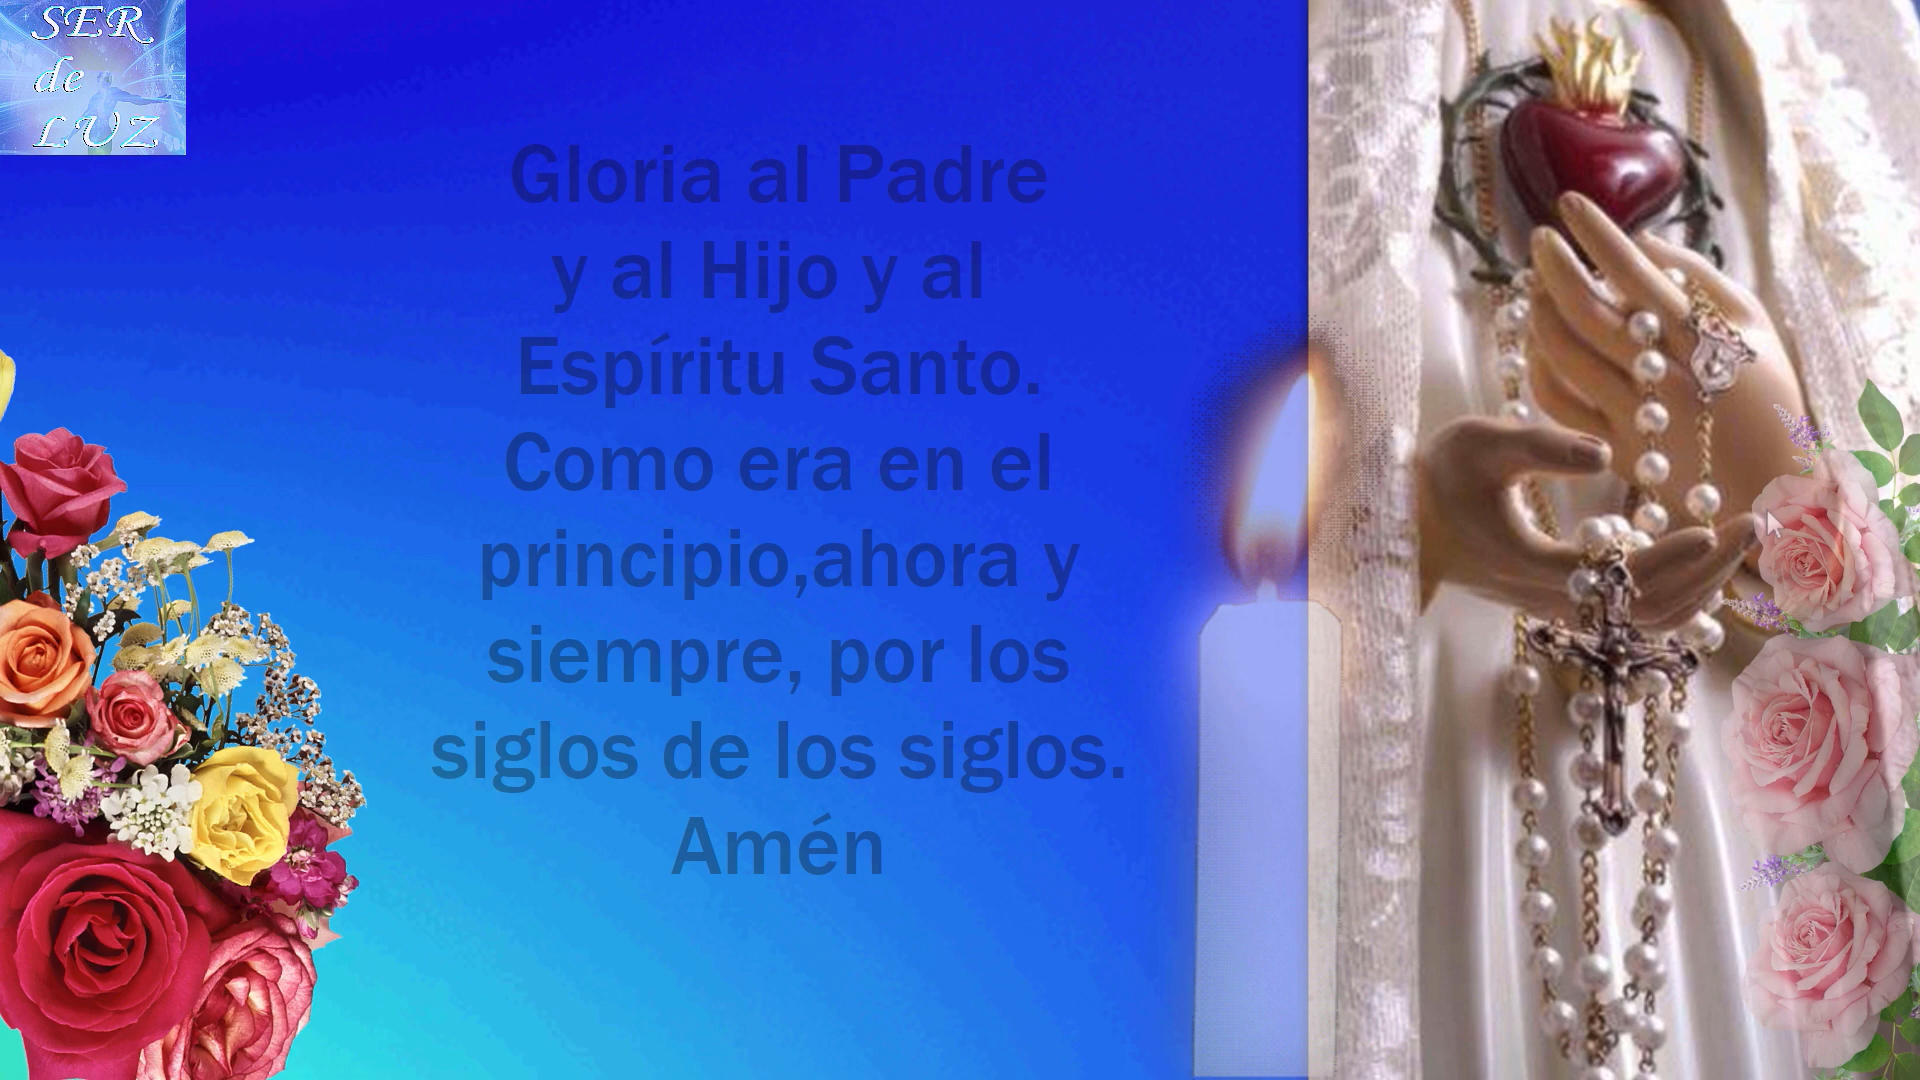 SER
de
LUZ
Gloria al Padre
y al Hijo y al
Espíritu Santo.
Como era en el
principio,ahora y
siempre, por los
siglos de los siglos.
Amén